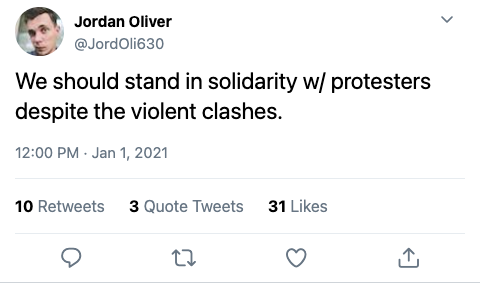 Jordan Oliver
@JordOli630
We should stand in solidarity w/ protesters
despite the violent clashes.
12:00 PM · Jan 1, 2021
10 Retweets 3 Quote Tweets 31 Likes